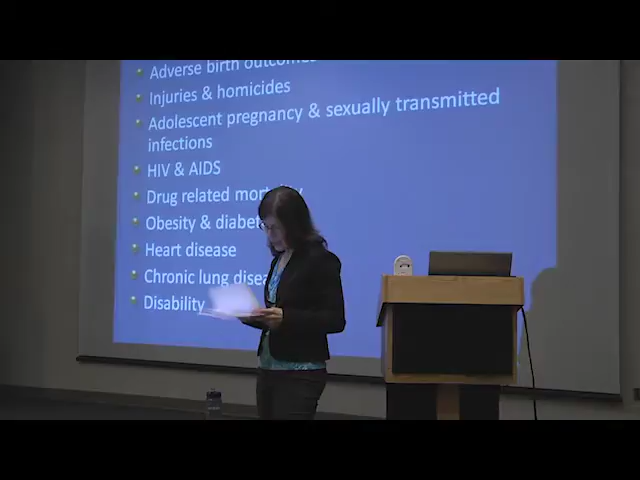 Adverse birth outcomes
Injuries & homicides
Adolescent pregnancy & sexually transmitted
infections
HIV & AIDS
Drug related
Obesity &
Heart disease
Chronic lung
Disability